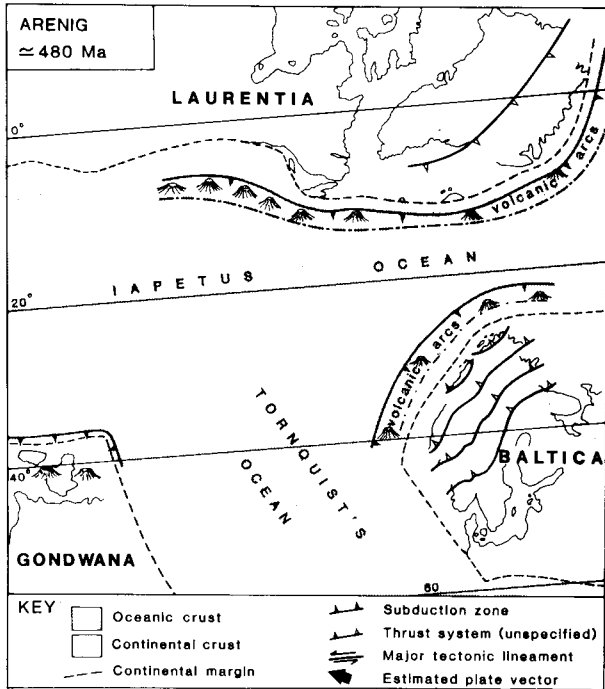 ARENIG
≃ 480 Ma
LAURENTIA
0°
volcanic arcs
IAPETUS OCEAN
20°
volcanic arcs
TORNQUIST'S
OCEAN
BALTICA
40°
GONDWANA
60
KEY
Oceanic crust
Continental crust
Continental margin
Subduction zone
Thrust system (unspecified)
Major tectonic lineament
Estimated plate vector